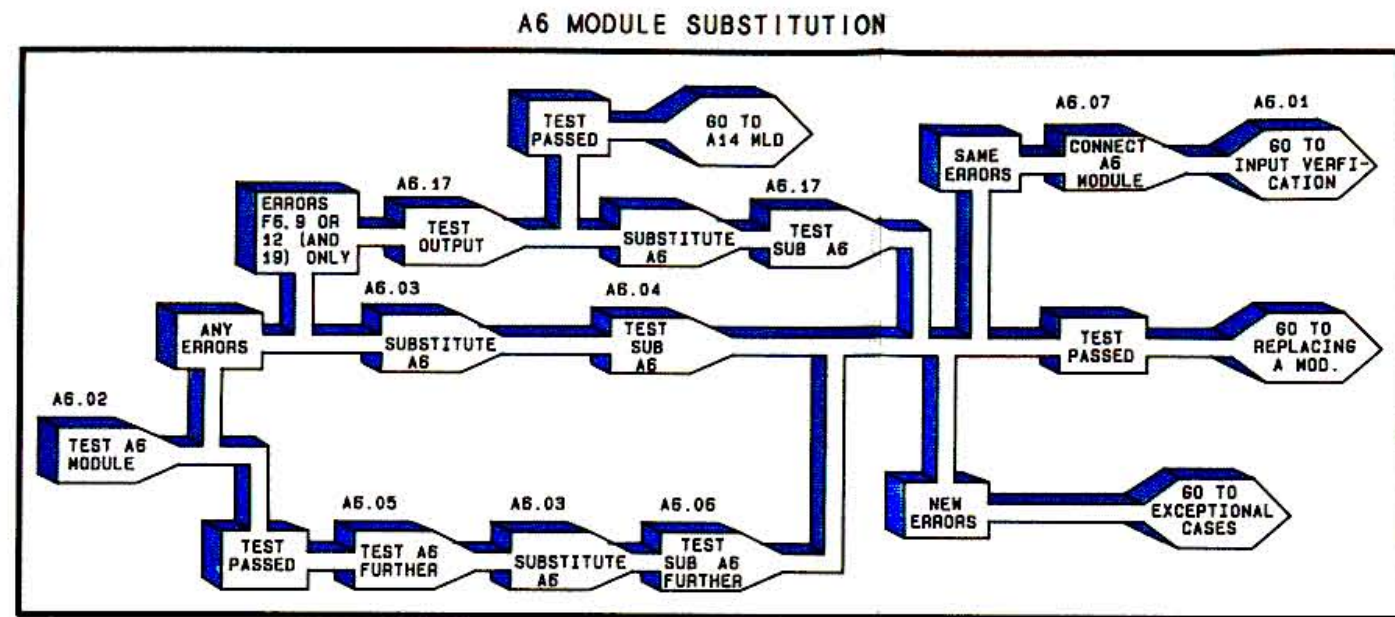 A6 MODULE SUBSTITUTION
TEST
PASSED
GO TO
A14 MLD
A6.07
A6.01
SAME
ERRORS
CONNECT
A6
MODULE
GO TO
INPUT VERFI-
CATION
ERRORS
F6.9 OR
12 (AND
19) ONLY
A6.17
TEST
OUTPUT
SUBSTITUTE
A6
A6.17
TEST
SUB A6
ANY
ERRORS
A6.03
SUBSTITUTE
A6
A6.04
TEST
SUB
A6
TEST
PASSED
GO TO
REPLACING
A MOD.
A6.02
TEST A6
MODULE
TEST
PASSED
A6.05
TEST A6
FURTHER
A6.03
SUBSTITUTE
A6
A6.06
TEST
SUB A6
FURTHER
NEW
ERRORS
GO TO
EXCEPTIONAL
CASES